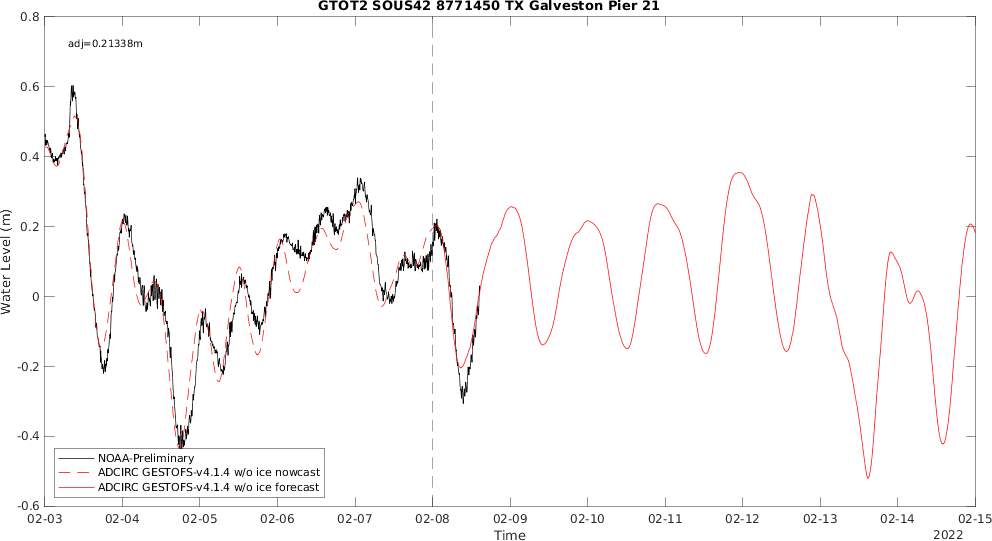 GTOT2 SOUS42 8771450 TX Galveston Pier 21
adj=0.21338m
0.8
0.6
0.4
0.2
0
-0.2
-0.4
-0.6
Water Level (m)
NOAA-Preliminary
ADCIRC GESTOFS-v4.1.4 w/o ice nowcast
ADCIRC GESTOFS-v4.1.4 w/o ice forecast
02-03 02-04 02-05 02-06 02-07 02-08 02-09 02-10 02-11 02-12 02-13 02-14 02-15
Time
2022